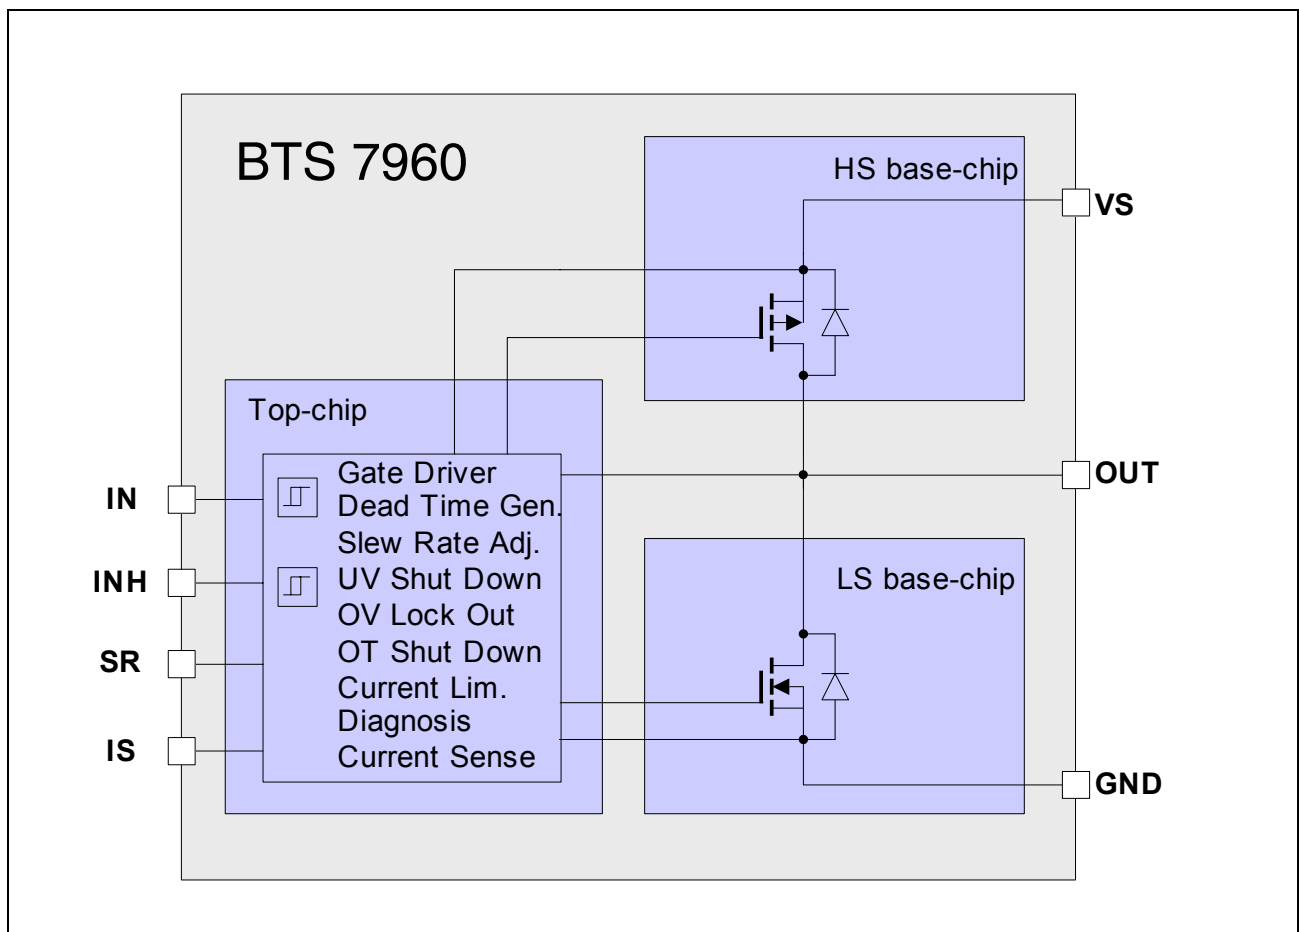 BTS 7960
HS base-chip
VS
Top-chip
Gate Driver
Dead Time Gen.
Slew Rate Adj.
UV Shut Down
OV Lock Out
OT Shut Down
Current Lim.
Diagnosis
Current Sense
IN
INH
SR
IS
OUT
LS base-chip
GND